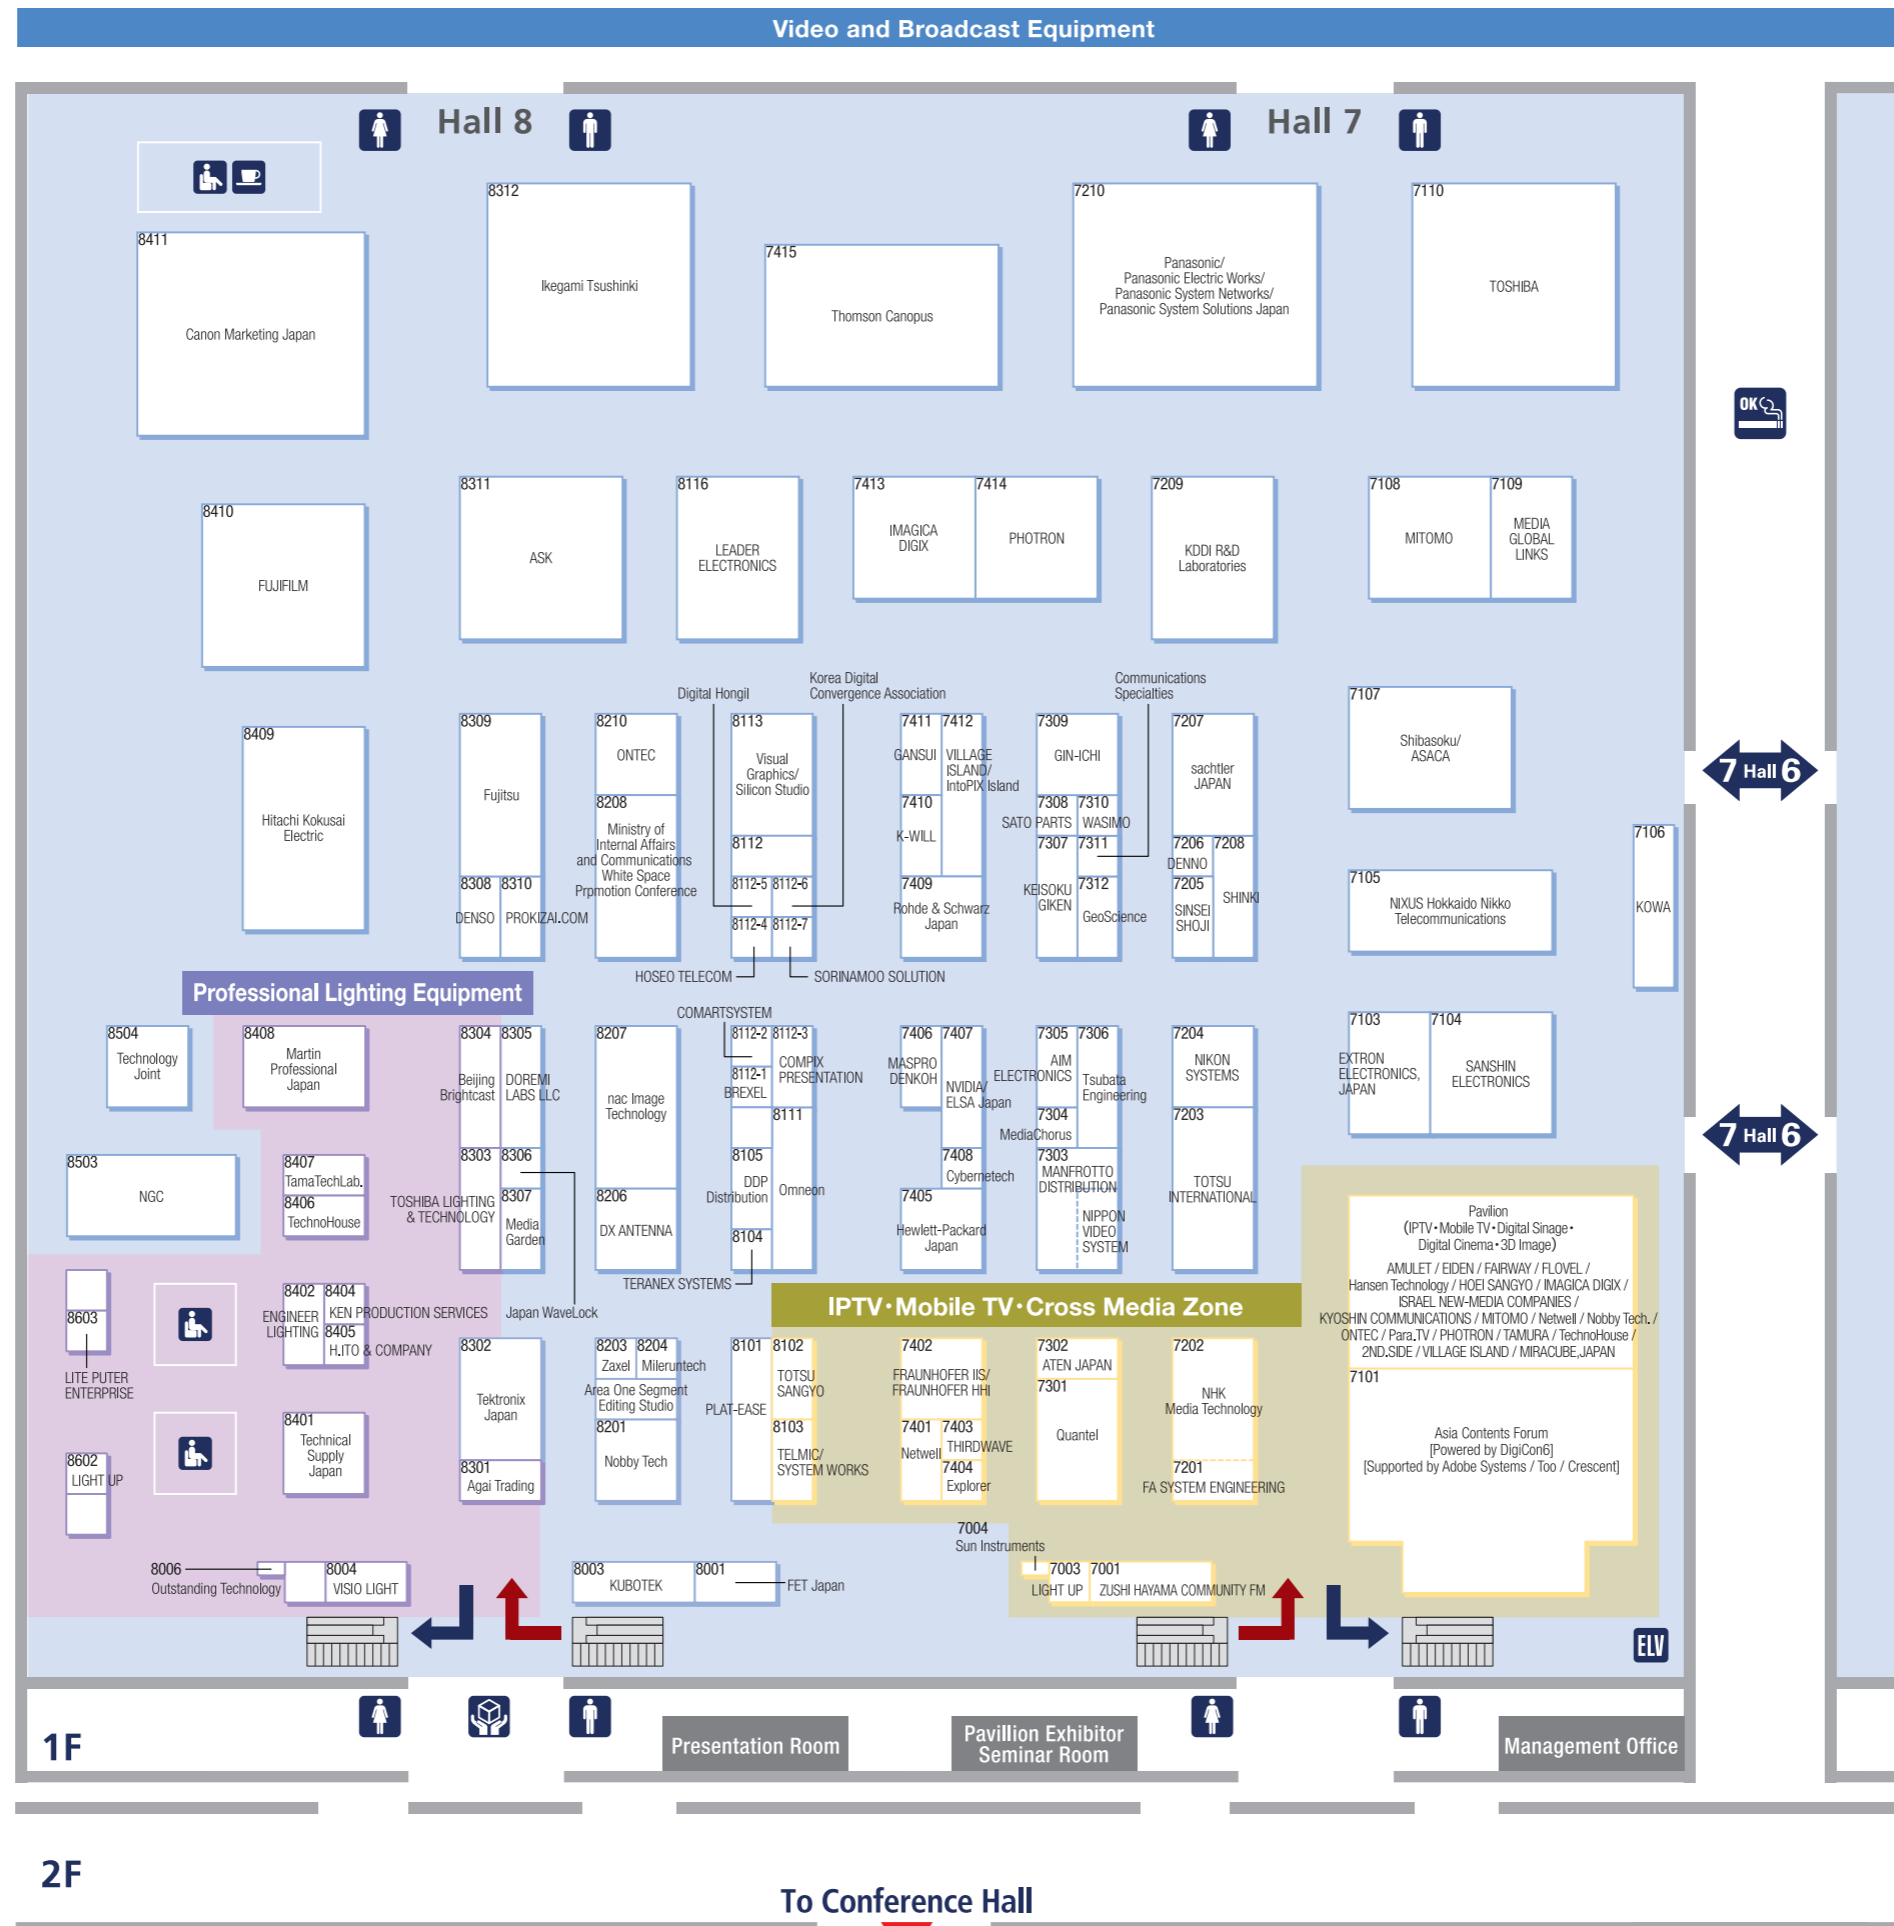 Video and Broadcast Equipment
Hall 8
Hall 7
8411
Canon Marketing Japan
8312
Ikegami Tsushinki
7415
Thomson Canopus
7210
Panasonic/
Panasonic Electric Works/
Panasonic System Networks/
Panasonic System Solutions Japan
7110
TOSHIBA
OK
8410
FUJIFILM
8311
ASK
8116
LEADER
ELECTRONICS
7413
IMAGICA
DIGIX
7414
PHOTRON
7209
KDDI R&D
Laboratories
7108
MITOMO
7109
MEDIA
GLOBAL
LINKS
8409
Hitachi Kokusai
Electric
8309
Fujitsu
8308
DENSO
8310
PROKIZAI.COM
8210
ONTEC
8208
Ministry of
Internal Affairs
and Communications
White Space
Prpmotion Conference
Digital Hongil
Korea Digital
Convergence Association
8113
Visual
Graphics/
Silicon Studio
8112
8112-5
8112-6
8112-4
8112-7
HOSEO TELECOM
SORINAMOO SOLUTION
7411
GANSUI
7412
VILLAGE
ISLAND/
IntoPIX Island
7410
K-WILL
7409
Rohde & Schwarz
Japan
Communications
Specialties
7309
GIN-ICHI
7308
SATO PARTS
7310
WASIMO
7307
KEISOKU
GIKEN
7311
7312
GeoScience
7207
sachtler
JAPAN
7206
DENNO
7208
SHINKI
7205
SINSEI
SHOJI
7107
Shibasoku/
ASACA
7105
NIXUS Hokkaido Nikko
Telecommunications
7106
KOWA
7 Hall 6
Professional Lighting Equipment
8504
Technology
Joint
8408
Martin
Professional
Japan
8304
Beijing
Brightcast
8305
DOREMI
LABS LLC
8303
TOSHIBA LIGHTING
& TECHNOLOGY
8306
8307
Media
Garden
Japan WaveLock
8503
NGC
8407
TamaTechLab.
8406
TechnoHouse
8207
nac Image
Technology
8206
DX ANTENNA
COMARTSYSTEM
8112-2
8112-3
COMPIX
PRESENTATION
8112-1
BREXEL
8111
Omneon
8105
DDP
Distribution
8104
TERANEX SYSTEMS
7406
MASPRO
DENKOH
7407
NVIDIA/
ELSA Japan
7408
Cybernetech
7405
Hewlett-Packard
Japan
7305
AIM
ELECTRONICS
7306
Tsubata
Engineering
7304
MediaChorus
7303
MANFROTTO
DISTRIBUTION
NIPPON
VIDEO
SYSTEM
7204
NIKON
SYSTEMS
7203
TOTSU
INTERNATIONAL
7103
EXTRON
ELECTRONICS,
JAPAN
7104
SANSHIN
ELECTRONICS
7 Hall 6
8603
LITE PUTER
ENTERPRISE
8402
ENGINEER
LIGHTING
8404
KEN PRODUCTION SERVICES
8405
H.ITO & COMPANY
8602
LIGHT UP
8401
Technical
Supply
Japan
8302
Tektronix
Japan
8301
Agai Trading
8203
Zaxel
8204
Mileruntech
Area One Segment
Editing Studio
8201
Nobby Tech
IPTV・Mobile TV・Cross Media Zone
8101
PLAT-EASE
8102
TOTSU
SANGYO
8103
TELMIC/
SYSTEM WORKS
7402
FRAUNHOFER IIS/
FRAUNHOFER HHI
7401
Netwell
7403
THIRDWAVE
7404
Explorer
7302
ATEN JAPAN
7301
Quantel
7202
NHK
Media Technology
7201
FA SYSTEM ENGINEERING
Pavilion
(IPTV・Mobile TV・Digital Sinage・
Digital Cinema・3D Image)
AMULET / EIDEN / FAIRWAY / FLOVEL /
Hansen Technology / HOEI SANGYO / IMAGICA DIGIX /
ISRAEL NEW-MEDIA COMPANIES /
KYOSHIN COMMUNICATIONS / MITOMO / Netwell / Nobby Tech. /
ONTEC / Para.TV / PHOTRON / TAMURA / TechnoHouse /
2ND.SIDE / VILLAGE ISLAND / MIRACUBE,JAPAN
7101
Asia Contents Forum
[Powered by DigiCon6]
[Supported by Adobe Systems / Too / Crescent]
8006
Outstanding Technology
8004
VISIO LIGHT
8003
KUBOTEK
8001
FET Japan
7004
Sun Instruments
7003
LIGHT UP
7001
ZUSHI HAYAMA COMMUNITY FM
ELV
1F
Presentation Room
Pavillion Exhibitor
Seminar Room
Management Office
2F
To Conference Hall